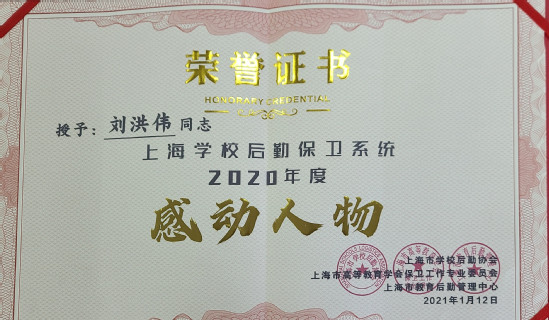 荣誉证书
HONORARY CREDENTIAL
授予：刘洪伟同志
上海学校后勤保卫系统
2020年度
感动人物
上海市学校后勤协会
上海市高等教育学会保卫工作专业委员会
上海市教育后勤管理中心
2021年1月12日